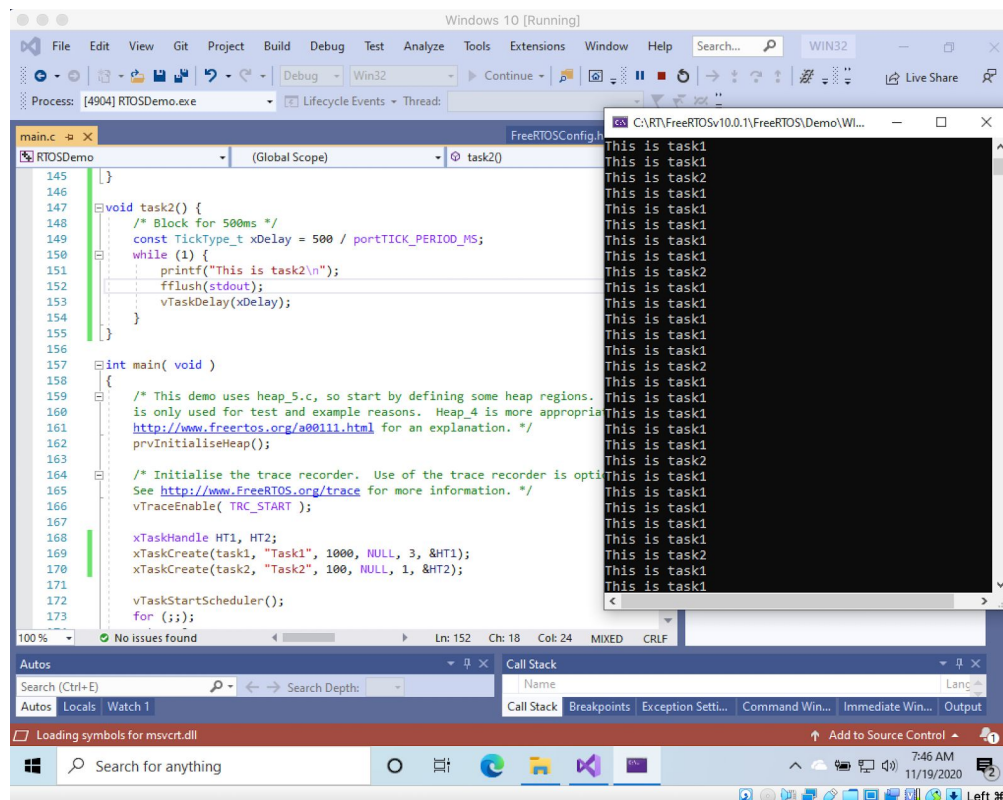 Windows 10 [Running]
File Edit View Git Project Build Debug Test Analyze Tools Extensions Window Help Search... WIN32
Debug Win32 Continue Live Share
Process: [4904] RTOSDemo.exe Lifecycle Events Thread:
main.c FreeRTOSConfig.h
RTOSDemo (Global Scope) task2()
145 }
146
147 void task2() {
148 /* Block for 500ms */
149 const TickType_t xDelay = 500 / portTICK_PERIOD_MS;
150 while (1) {
151 printf("This is task2\n");
152 fflush(stdout);
153 vTaskDelay(xDelay);
154 }
155 }
156
157 int main( void )
158 {
159 /* This demo uses heap_5.c, so start by defining some heap regions.
160 is only used for test and example reasons. Heap_4 is more appropria
161 http://www.freertos.org/a00111.html for an explanation. */
162 prvInitialiseHeap();
163
164 /* Initialise the trace recorder. Use of the trace recorder is opti
165 See http://www.FreeRTOS.org/trace for more information. */
166 vTraceEnable( TRC_START );
167
168 xTaskHandle HT1, HT2;
169 xTaskCreate(task1, "Task1", 1000, NULL, 3, &HT1);
170 xTaskCreate(task2, "Task2", 100, NULL, 1, &HT2);
171
172 vTaskStartScheduler();
173 for (;;);
100 % No issues found Ln: 152 Ch: 18 Col: 24 MIXED CRLF
C:\RT\FreeRTOSv10.0.1\FreeRTOS\Demo\WI...
This is task1
This is task1
This is task2
This is task1
This is task1
This is task1
This is task1
This is task1
This is task2
This is task1
This is task1
This is task1
This is task1
This is task1
This is task2
This is task1
This is task1
This is task1
This is task1
This is task1
This is task2
This is task1
This is task1
This is task1
This is task1
This is task1
This is task2
This is task1
This is task1
Autos
Search (Ctrl+E) Search Depth:
Autos Locals Watch 1
Call Stack
Name Lang
Call Stack Breakpoints Exception Setti... Command Win... Immediate Win... Output
Loading symbols for msvcrt.dll Add to Source Control 1
Search for anything 7:46 AM
11/19/2020 2
Left ⌘